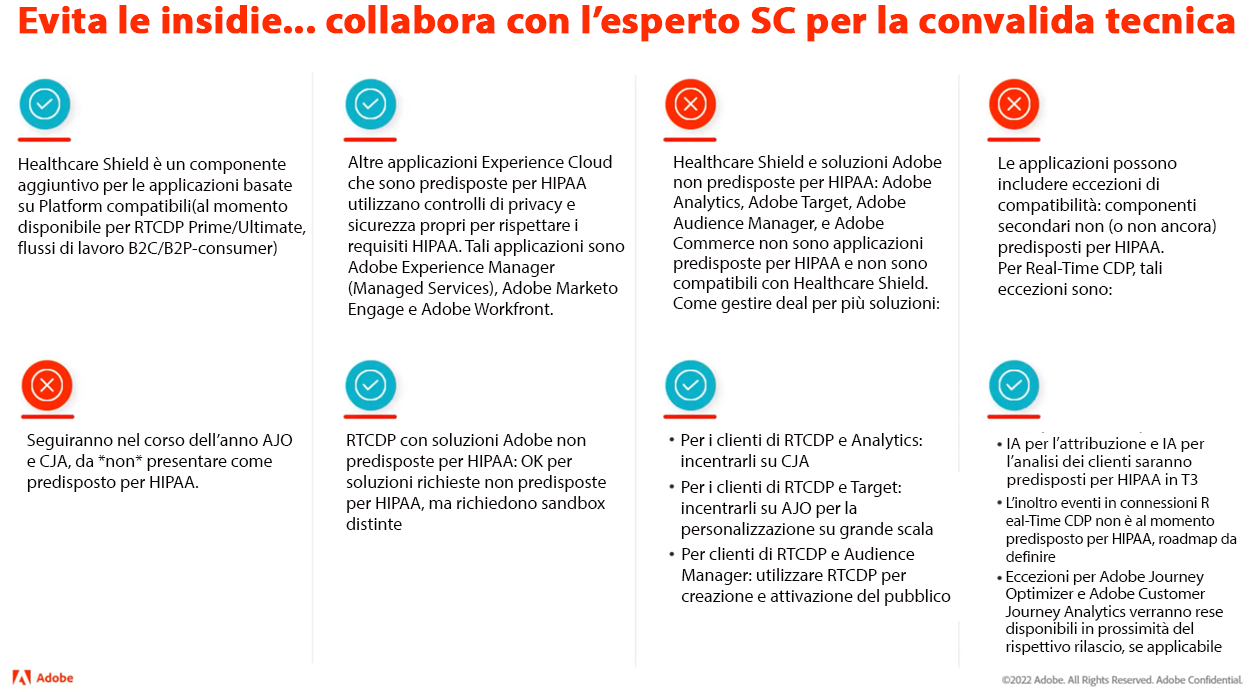 Evita le insidie... collabora con l’esperto SC per la convalida tecnica
Healthcare Shield è un componente
aggiuntivo per le applicazioni basate
su Platform compatibili(al momento
disponibile per RTCDP Prime/Ultimate,
flussi di lavoro B2C/B2P-consumer)
Seguiranno nel corso dell’anno AJO
e CJA, da *non* presentare come
predisposto per HIPAA.
Altre applicazioni Experience Cloud
che sono predisposte per HIPAA
utilizzano controlli di privacy e
sicurezza propri per rispettare i
requisiti HIPAA. Tali applicazioni sono
Adobe Experience Manager
(Managed Services), Adobe Marketo
Engage e Adobe Workfront.
RTCDP con soluzioni Adobe non
predisposte per HIPAA: OK per
soluzioni richieste non predisposte
per HIPAA, ma richiedono sandbox
distinte
Healthcare Shield e soluzioni Adobe
non predisposte per HIPAA: Adobe
Analytics, Adobe Target, Adobe
Audience Manager, e Adobe
Commerce non sono applicazioni
predisposte per HIPAA e non sono
compatibili con Healthcare Shield.
Come gestire deal per più soluzioni:
• Per i clienti di RTCDP e Analytics:
incentrarli su CJA
• Per i clienti di RTCDP e Target:
incentrarli su AJO per la
personalizzazione su grande scala
• Per clienti di RTCDP e Audience
Manager: utilizzare RTCDP per
creazione e attivazione del pubblico
Le applicazioni possono
includere eccezioni di
compatibilità: componenti
secondari non (o non ancora)
predisposti per HIPAA.
Per Real-Time CDP, tali
eccezioni sono:
• IA per l’attribuzione e IA per
l’analisi dei clienti saranno
predisposti per HIPAA in T3
• L’inoltro eventi in connessioni R
eal-Time CDP non è al momento
predisposto per HIPAA, roadmap da
definire
• Eccezioni per Adobe Journey
Optimizer e Adobe Customer
Journey Analytics verranno rese
disponibili in prossimità del
rispettivo rilascio, se applicabile
Adobe
©2022 Adobe. All Rights Reserved. Adobe Confidential.